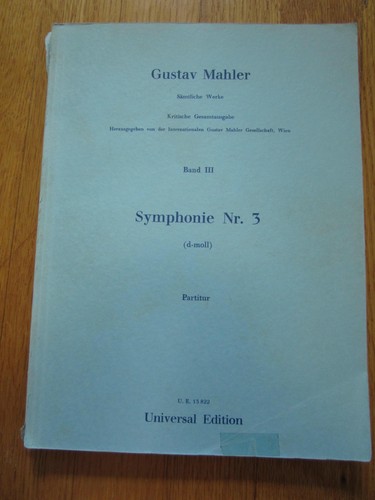 Gustav Mahler
Sämtliche Werke
Kritische Gesamtausgabe
Herausgegeben von der Internationalen Gustav Mahler Gesellschaft, Wien
Band III
Symphonie Nr. 3
(d-moll)
Partitur
U. E. 13 822
Universal Edition